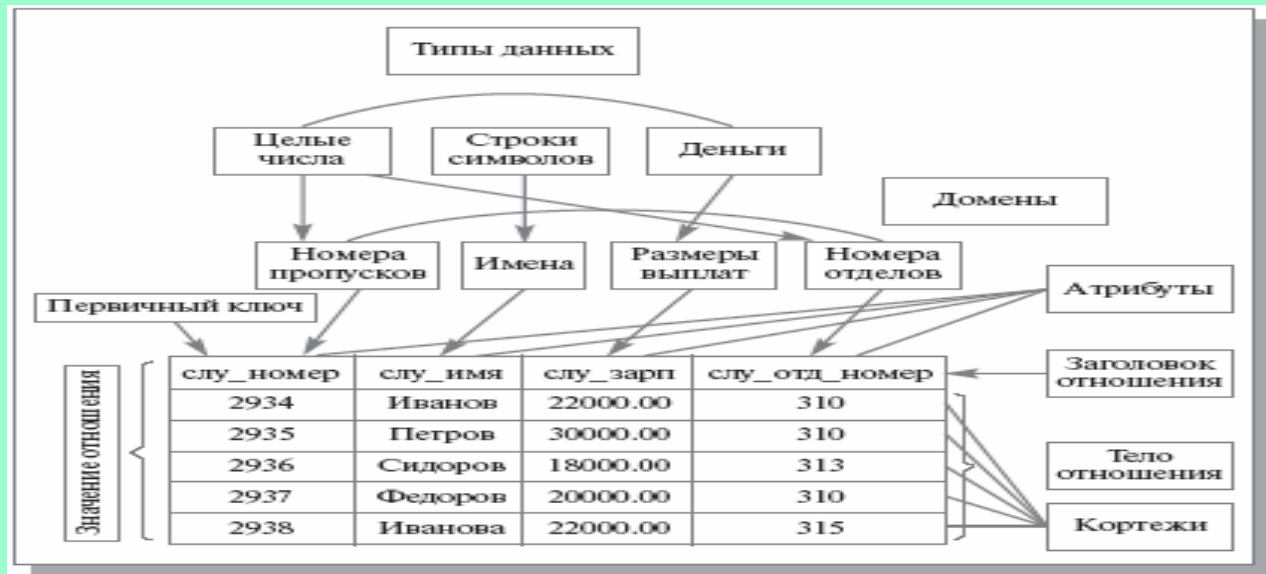 Типы данных
Целые
числа
Строки
символов
Деньги
Домены
Номера
пропусков
Имена
Размеры
выплат
Номера
отделов
Атрибуты
Первичный ключ
Значение отношения
слу_номер слу_имя слу_зарп слу_отд_номер
Заголовок
отношения
2934 Иванов 22000.00 310
2935 Петров 30000.00 310
2936 Сидоров 18000.00 313
2937 Федоров 20000.00 310
2938 Иванова 22000.00 315
Тело
отношения
Кортежи